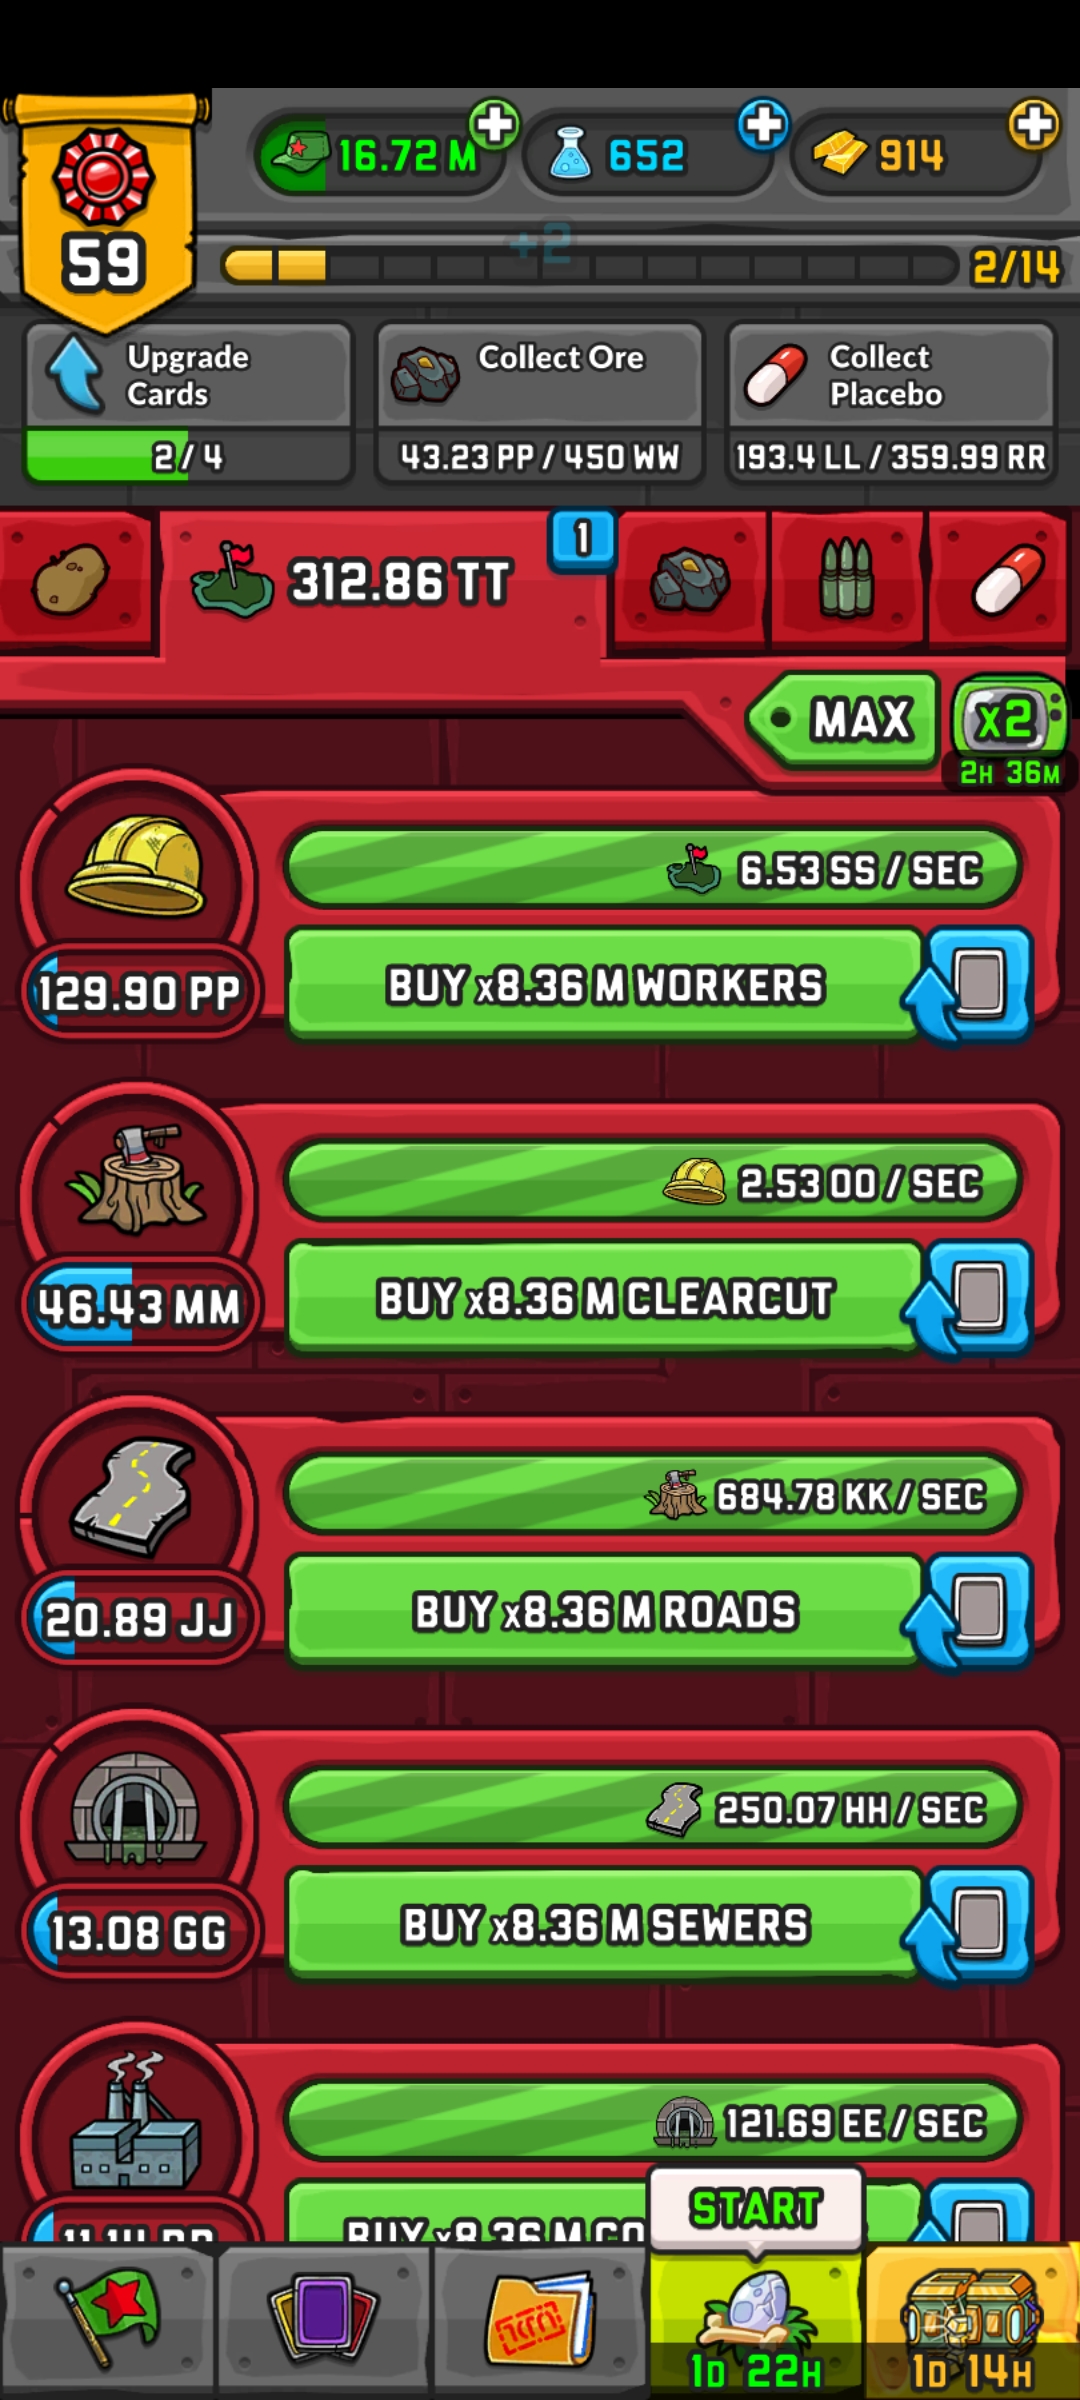 16.72 M
652
914
59
+2
2/14
Upgrade
Cards
Collect Ore
Collect
Placebo
2/4
43.23 PP / 450 WW
193.4 LL / 359.99 RR
1
312.86 TT
MAX
x2
2H 36M
6.53 SS / SEC
129.90 PP
BUY x8.36 M WORKERS
2.53 OO / SEC
46.43 MM
BUY x8.36 M CLEARCUT
684.78 KK / SEC
20.89 JJ
BUY x8.36 M ROADS
250.07 HH / SEC
13.08 GG
BUY x8.36 M SEWERS
121.69 EE / SEC
BUY x8.36 M
START
1D 22H
1D 14H